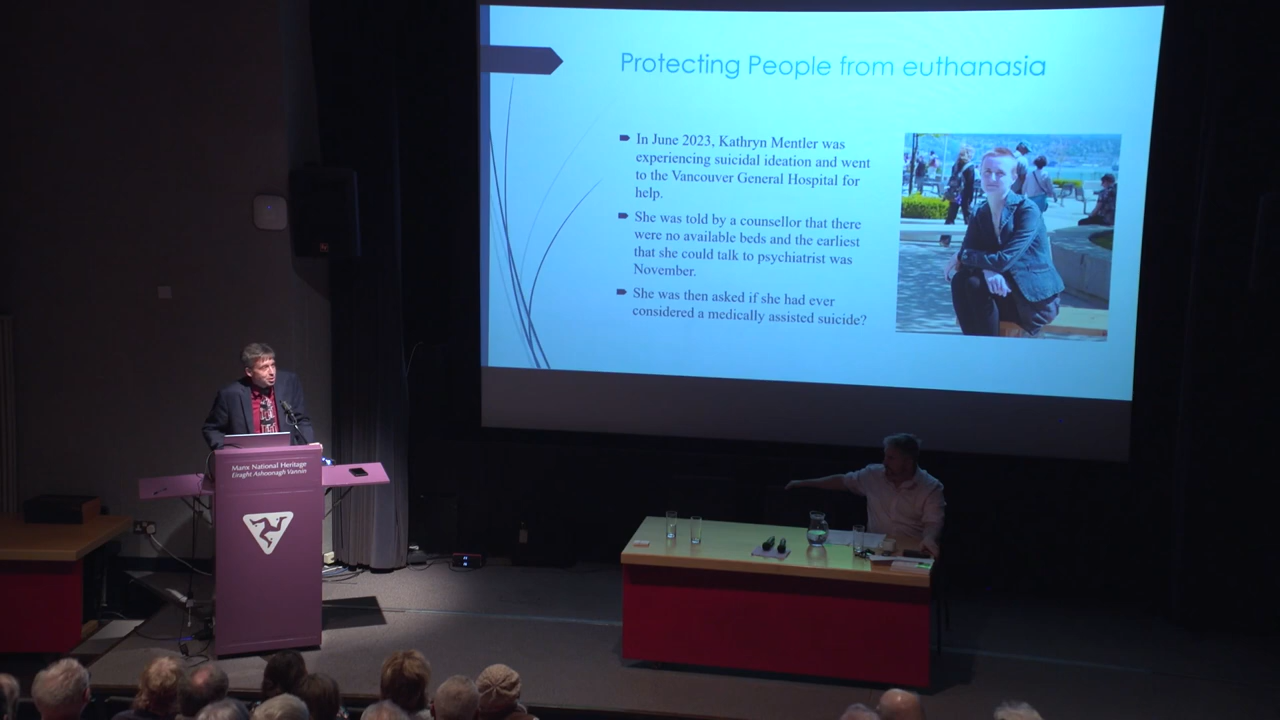 Protecting People from euthanasia
In June 2023, Kathryn Mentler was
experiencing suicidal ideation and went
to the Vancouver General Hospital for
help.
She was told by a counsellor that there
were no available beds and the earliest
that she could talk to psychiatrist was
November.
She was then asked if she had ever
considered a medically assisted suicide?
Manx National Heritage
Eiraght Ashoonagh Vannin